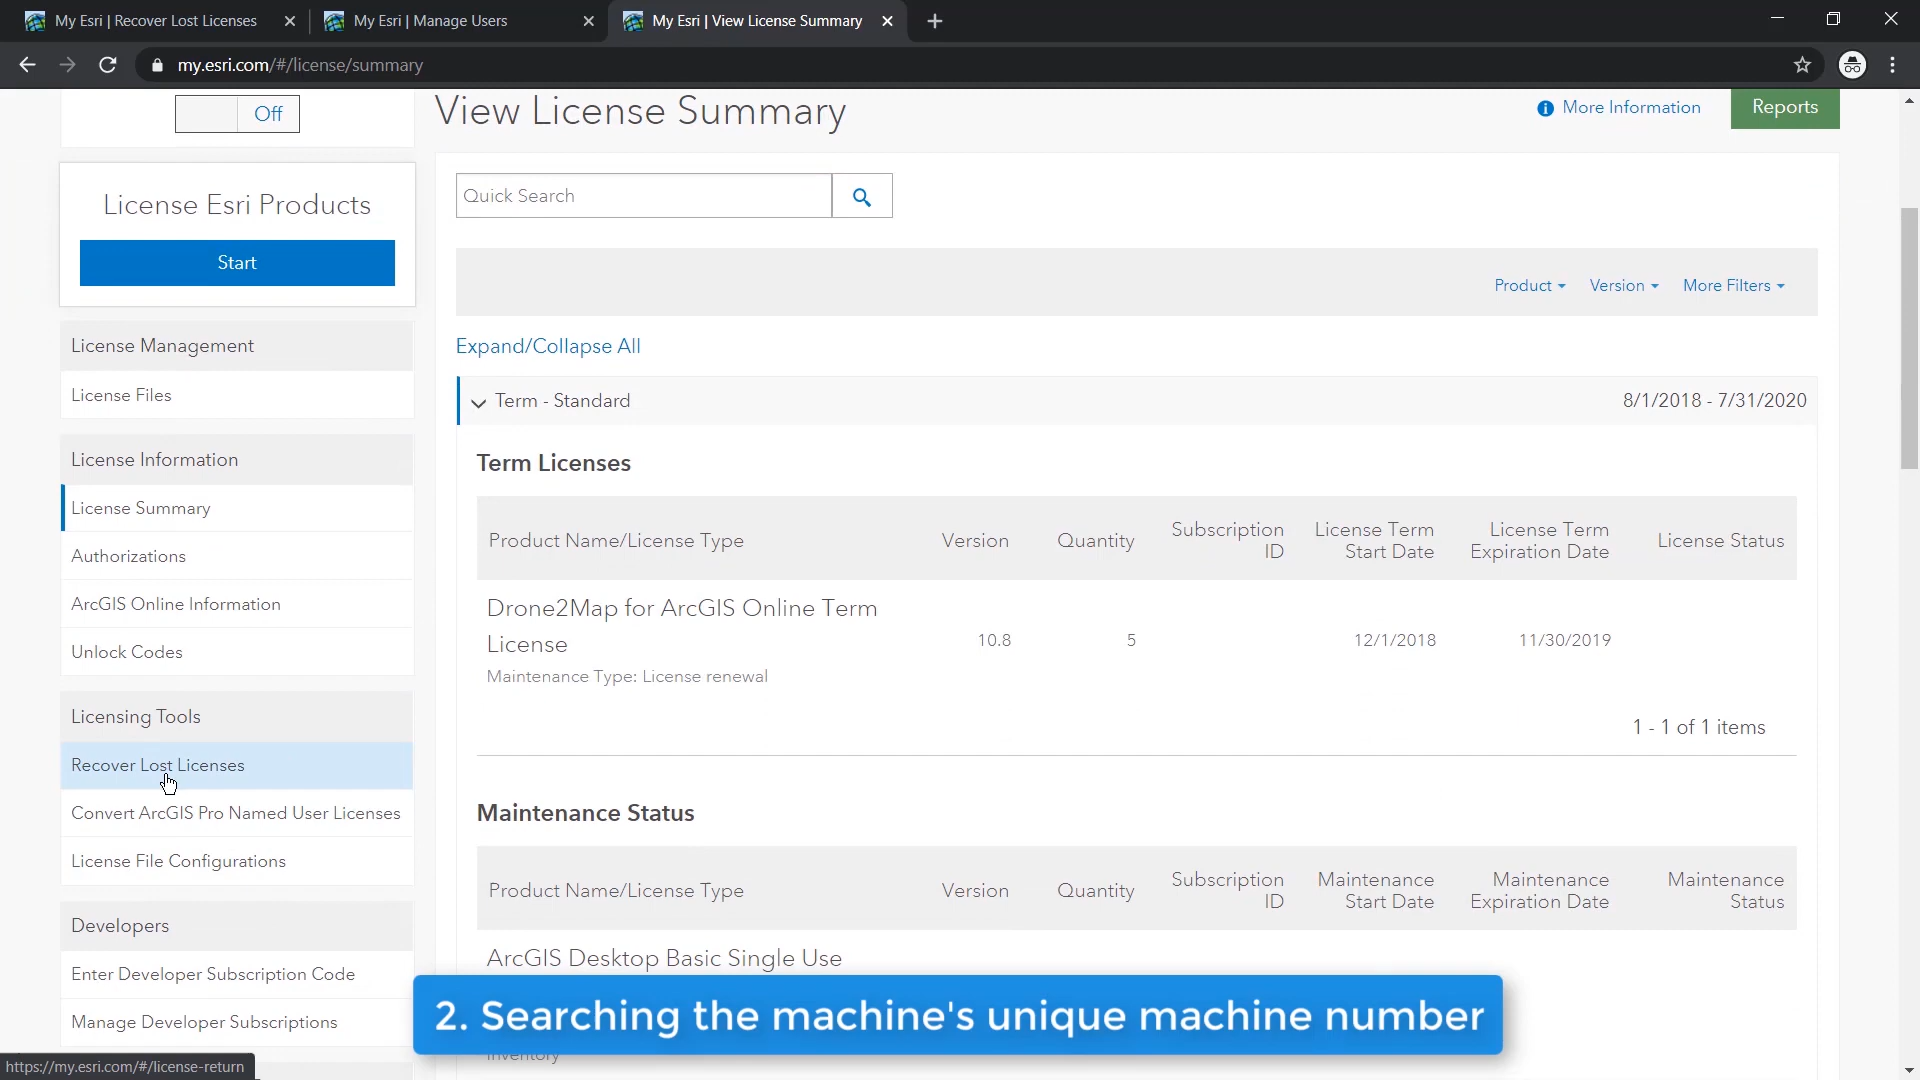 My Esri | Recover Lost Licenses
My Esri | Manage Users
My Esri | View License Summary
my.esri.com/#/license/summary
Off
View License Summary
More Information
Reports
License Esri Products
Start
Quick Search
Product
Version
More Filters
License Management
License Files
License Information
License Summary
Authorizations
ArcGIS Online Information
Unlock Codes
Licensing Tools
Recover Lost Licenses
Convert ArcGIS Pro Named User Licenses
License File Configurations
Developers
Enter Developer Subscription Code
Manage Developer Subscriptions
Expand/Collapse All
Term - Standard
8/1/2018 - 7/31/2020
Term Licenses
Product Name/License Type
Version
Quantity
Subscription
ID
License Term
Start Date
License Term
Expiration Date
License Status
Drone2Map for ArcGIS Online Term
License
Maintenance Type: License renewal
10.8
5
12/1/2018
11/30/2019
1 - 1 of 1 items
Maintenance Status
Product Name/License Type
Version
Quantity
Subscription
ID
Maintenance
Start Date
Maintenance
Expiration Date
Maintenance
Status
ArcGIS Desktop Basic Single Use
2. Searching the machine's unique machine number
Inventory
https://my.esri.com/#/license-return